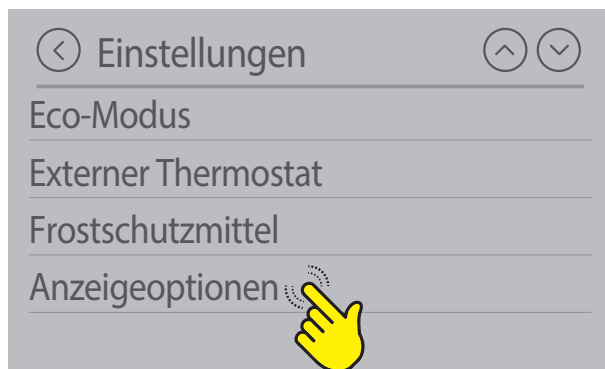 Einstellungen
Eco-Modus
Externer Thermostat
Frostschutzmittel
Anzeigeoptionen